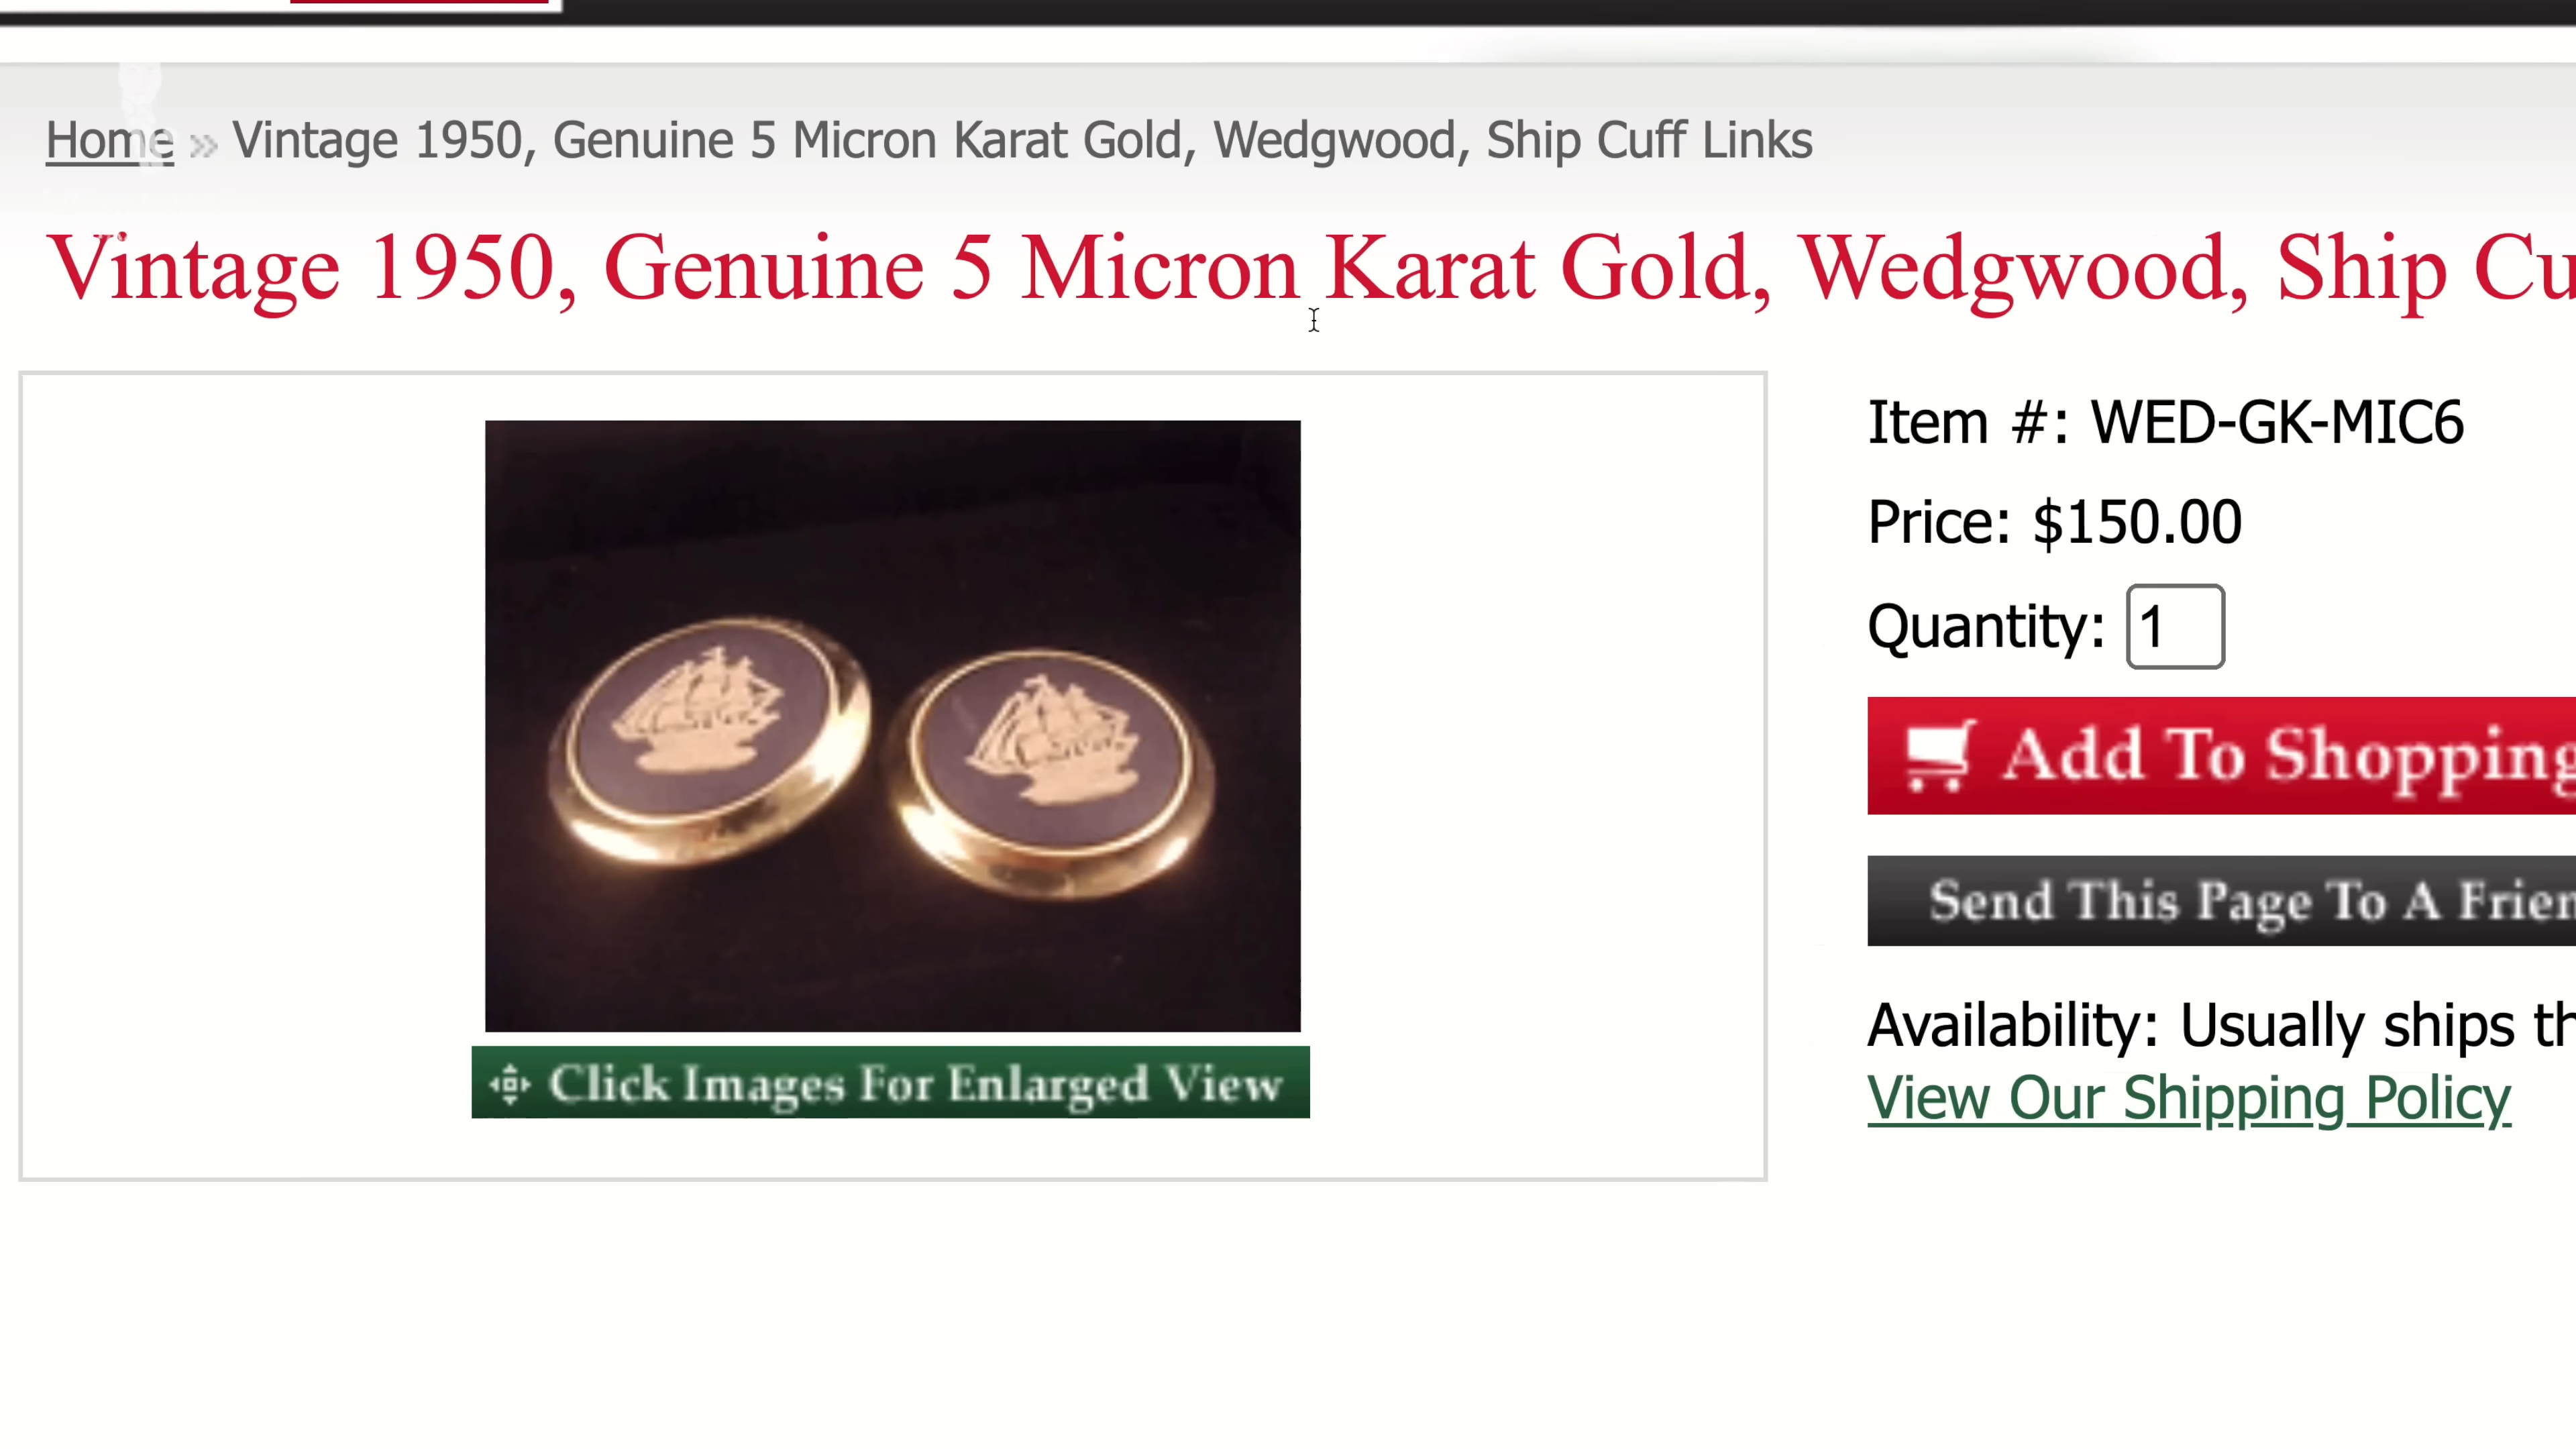 Home » Vintage 1950, Genuine 5 Micron Karat Gold, Wedgwood, Ship Cuff Links
Vintage 1950, Genuine 5 Micron Karat Gold, Wedgwood, Ship Cu
Item #: WED-GK-MIC6
Price: $150.00
Quantity: 1
Add To Shopping
Send This Page To A Frien
Availability: Usually ships th
View Our Shipping Policy
Click Images For Enlarged View